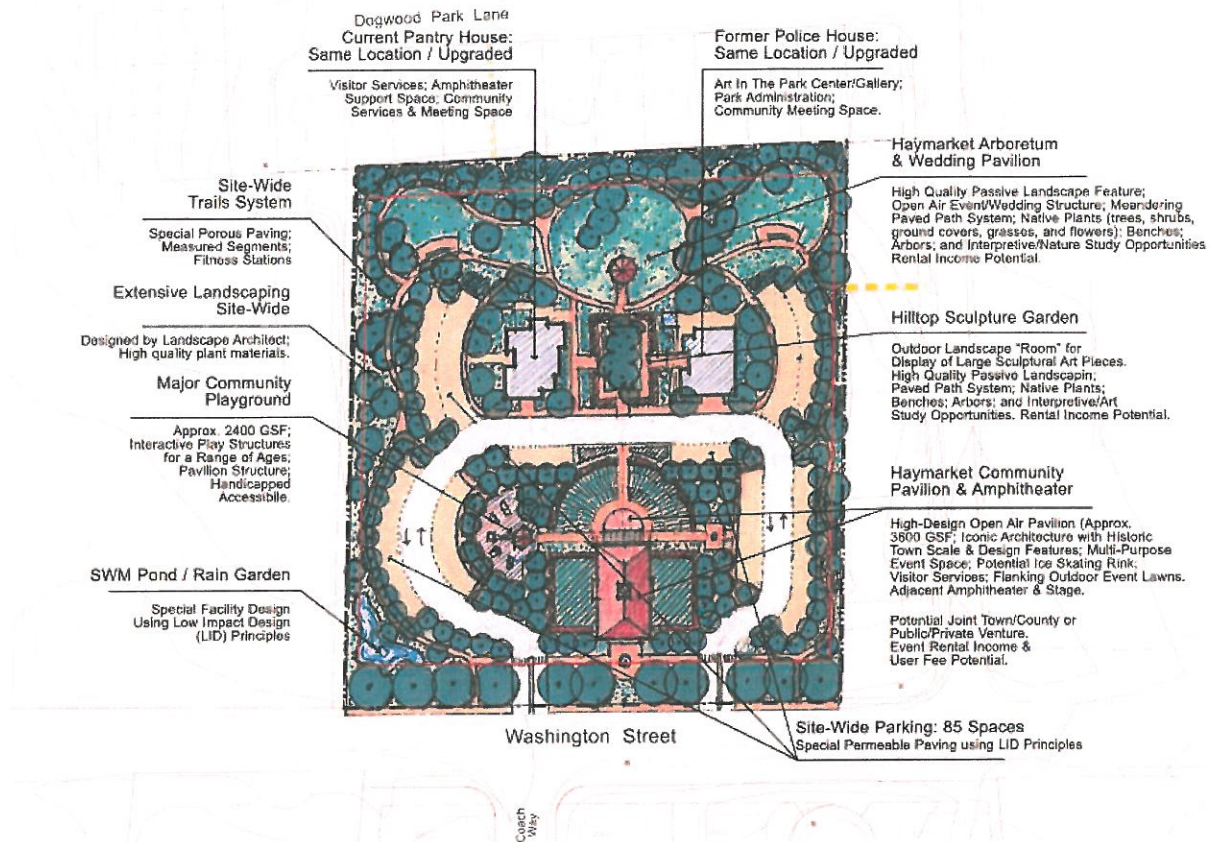 Dogwood Park Lane
Current Pantry House:
Same Location / Upgraded
Visitor Services; Amphitheater
Support Space; Community
Services & Meeting Space
Former Police House:
Same Location / Upgraded
Art In The Park Center/Gallery;
Park Administration;
Community Meeting Space.
Site-Wide
Trails System
Special Porous Paving;
Measured Segments;
Fitness Stations
Extensive Landscaping
Site-Wide
Designed by Landscape Architect;
High quality plant materials.
Major Community
Playground
Approx. 2400 GSF;
Interactive Play Structures
for a Range of Ages;
Pavilion Structure;
Handicapped
Accessibile.
SWM Pond / Rain Garden
Special Facility Design
Using Low Impact Design
(LID) Principles
Haymarket Arboretum
& Wedding Pavilion
High Quality Passive Landscape Feature;
Open Air Event/Wedding Structure; Meandering
Paved Path System; Native Plants (trees, shrubs,
ground covers, grasses, and flowers); Benches;
Arbors; and Interpretive/Nature Study Opportunities
Rental Income Potential.
Hilltop Sculpture Garden
Outdoor Landscape "Room" for
Display of Large Sculptural Art Pieces.
High Quality Passive Landscapin;
Paved Path System; Native Plants;
Benches; Arbors; and Interpretive/Art
Study Opportunities. Rental Income Potential.
Haymarket Community
Pavilion & Amphitheater
High-Design Open Air Pavilion (Approx.
3600 GSF; Iconic Architecture with Historic
Town Scale & Design Features; Multi-Purpose
Event Space; Potential Ice Skating Rink;
Visitor Services; Flanking Outdoor Event Lawns.
Adjacent Amphitheater & Stage.
Potential Joint Town/County or
Public/Private Venture.
Event Rental Income &
User Fee Potential.
Site-Wide Parking: 85 Spaces
Special Permeable Paving using LID Principles
Washington Street
Coach
Way